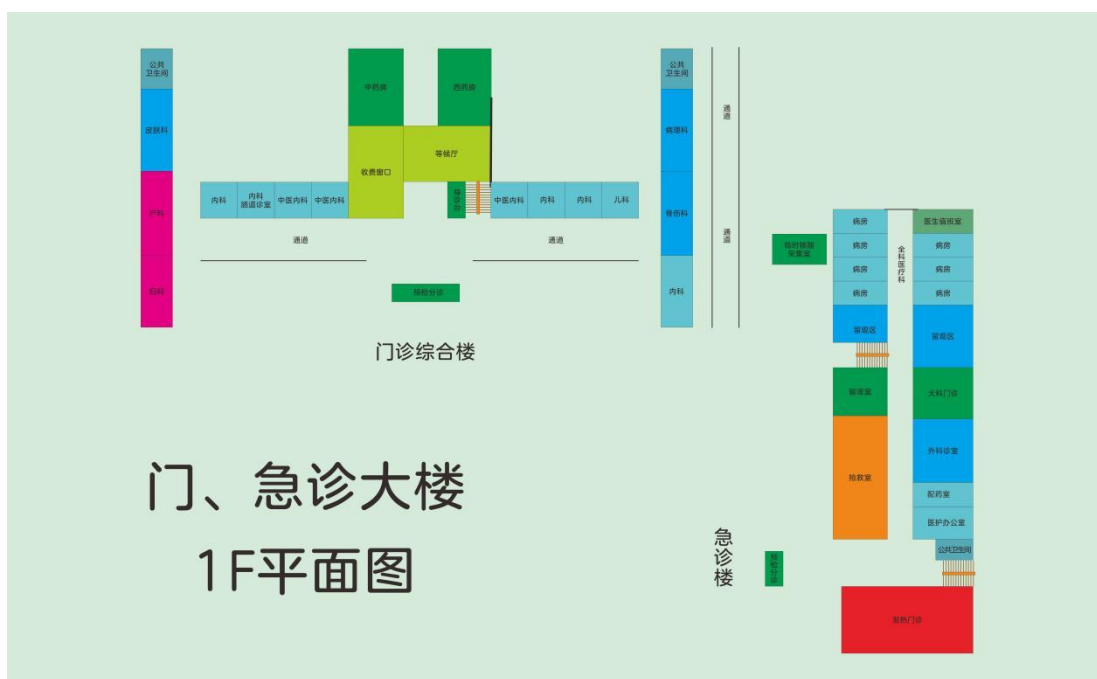 公共
卫生间
皮肤科
产科
妇科
中药房
西药房
收费窗口
等候厅
内科
内科
肠道诊室
中医内科
中医内科
导诊台
中医内科
内科
内科
儿科
通道
通道
预检分诊
门诊综合楼
公共
卫生间
病理科
骨伤科
内科
通道
通道
临时核酸
采集室
病房
病房
病房
病房
留观区
全科医疗科
医生值班室
病房
病房
病房
留观区
输液室
犬科门诊
抢救室
外科诊室
配药室
医护办公室
公共卫生间
发热门诊
预检分诊
急诊楼
门、急诊大楼
1F平面图